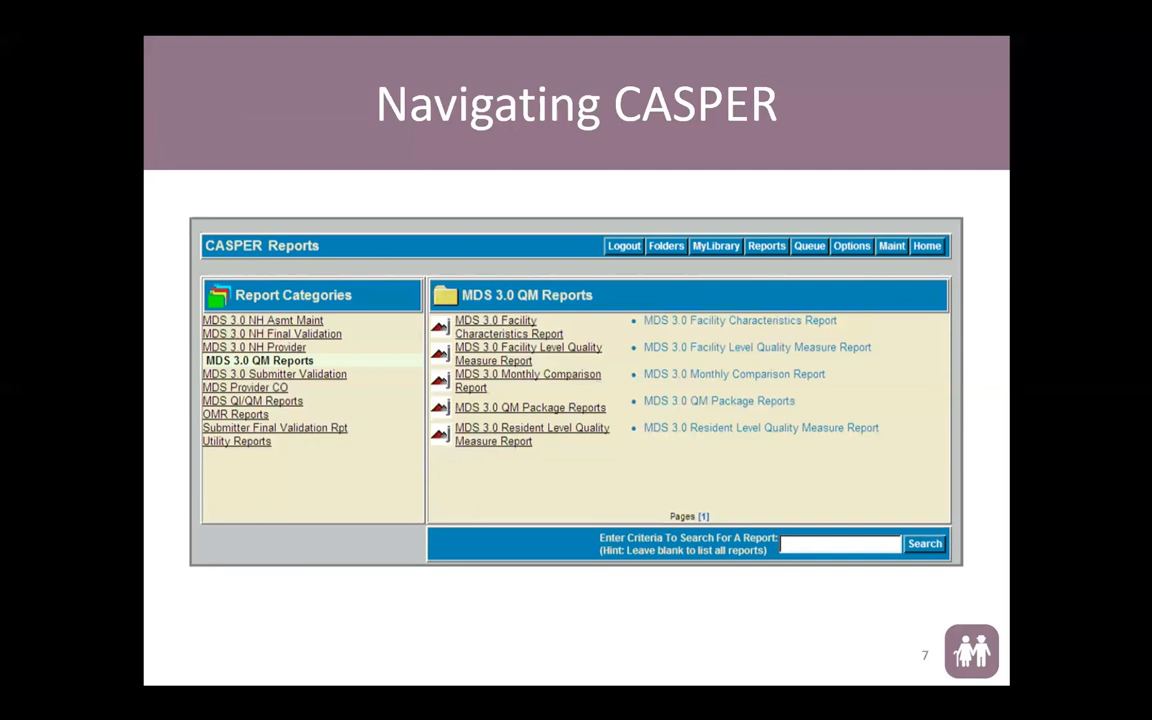 Navigating CASPER
CASPER Reports
Logout Folders MyLibrary Reports Queue Options Maint Home
Report Categories
MDS 3.0 NH Asmt Maint
MDS 3.0 NH Final Validation
MDS 3.0 NH Provider
MDS 3.0 QM Reports
MDS 3.0 Submitter Validation
MDS Provider CO
MDS QI/QM Reports
OMR Reports
Submitter Final Validation Rpt
Utility Reports
MDS 3.0 QM Reports
MDS 3.0 Facility
Characteristics Report
MDS 3.0 Facility Level Quality
Measure Report
MDS 3.0 Monthly Comparison
Report
MDS 3.0 QM Package Reports
MDS 3.0 Resident Level Quality
Measure Report
• MDS 3.0 Facility Characteristics Report
• MDS 3.0 Facility Level Quality Measure Report
• MDS 3.0 Monthly Comparison Report
• MDS 3.0 QM Package Reports
• MDS 3.0 Resident Level Quality Measure Report
Pages [1]
Enter Criteria To Search For A Report:
(Hint: Leave blank to list all reports)
Search
7